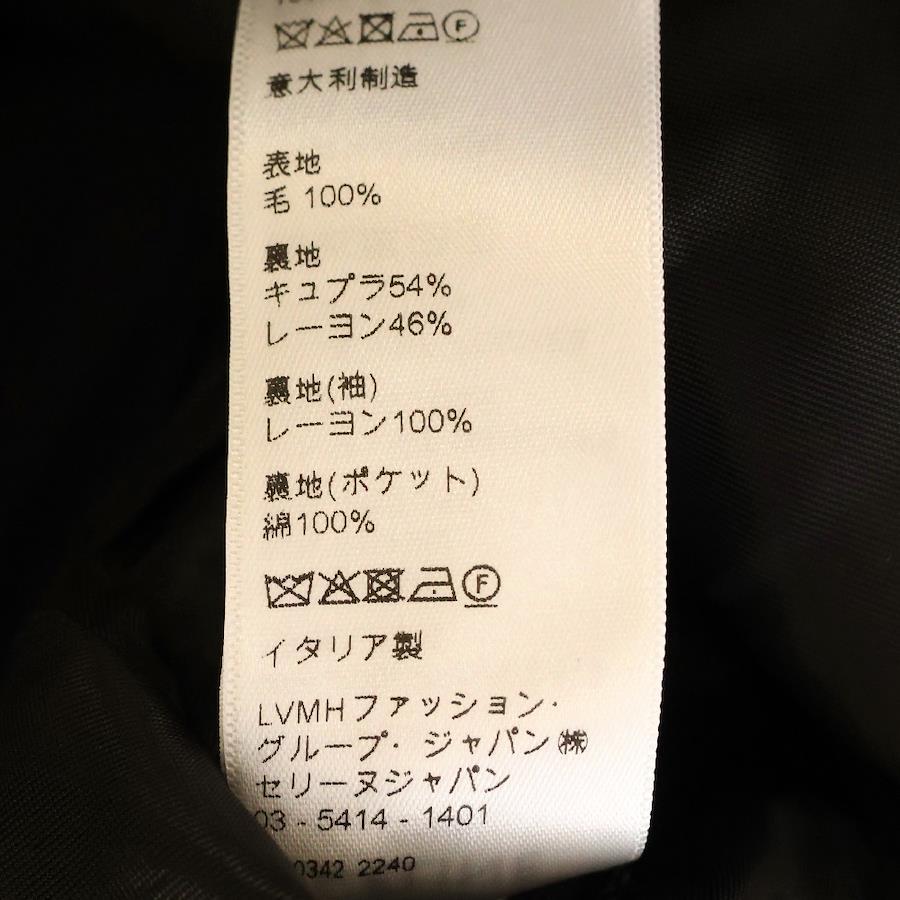 意大利制造
表地
毛 100%
裏地
キュプラ54%
レーヨン46%
裏地(袖)
レーヨン100%
裏地(ポケット)
綿100%
F
イタリア製
LVMHファッション・
グループ・ジャパン㈱
セリーヌジャパン
03 - 5414 - 1401
0342 2240